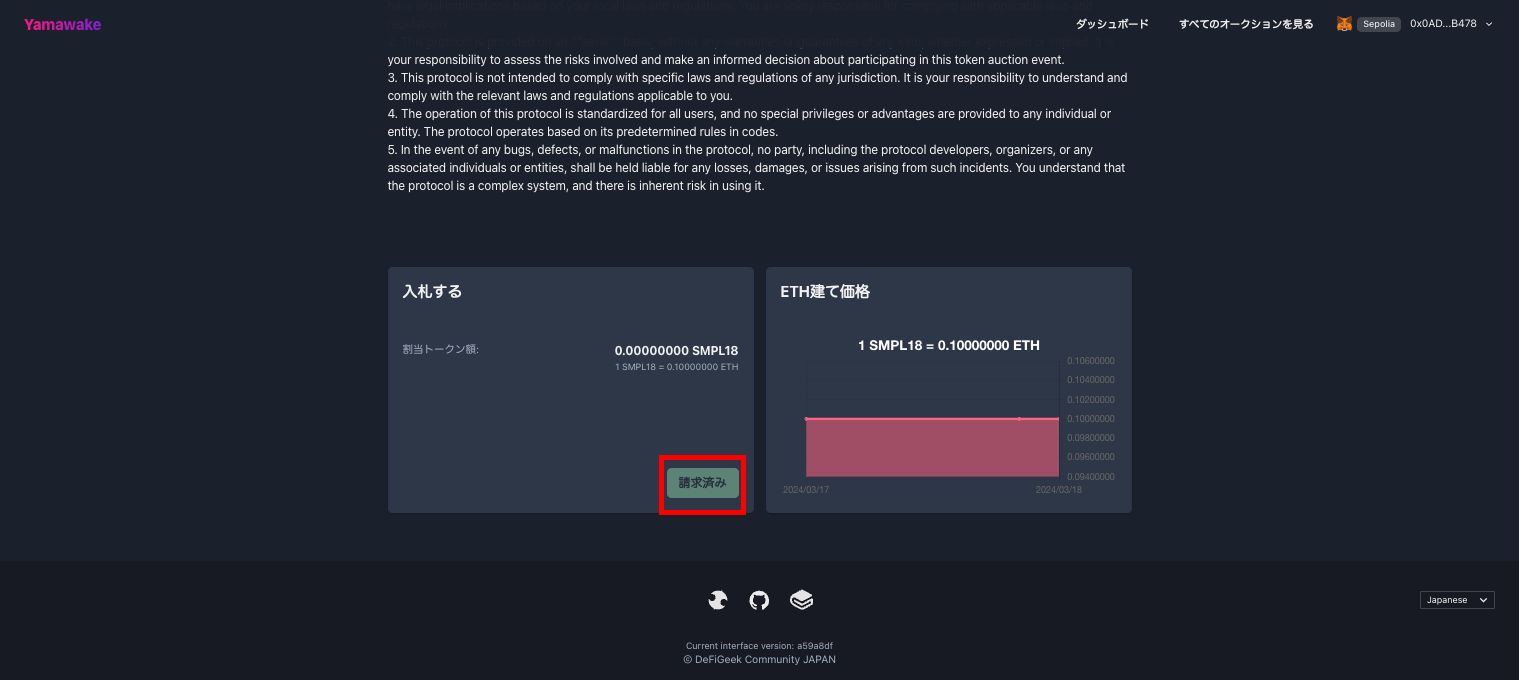 Yamawake
ダッシュボード
すべてのオークションを見る
Sepolia
0x0AD...B478
your responsibility to assess the risks involved and make an informed decision about participating in this token auction event.
3. This protocol is not intended to comply with specific laws and regulations of any jurisdiction. It is your responsibility to understand and
comply with the relevant laws and regulations applicable to you.
4. The operation of this protocol is standardized for all users, and no special privileges or advantages are provided to any individual or
entity. The protocol operates based on its predetermined rules in codes.
5. In the event of any bugs, defects, or malfunctions in the protocol, no party, including the protocol developers, organizers, or any
associated individuals or entities, shall be held liable for any losses, damages, or issues arising from such incidents. You understand that
the protocol is a complex system, and there is inherent risk in using it.
入札する
割当トークン額:
0.00000000 SMPL18
1 SMPL18 = 0.10000000 ETH
請求済み
ETH建て価格
1 SMPL18 = 0.10000000 ETH
0.10600000
0.10400000
0.10200000
0.10000000
0.09800000
0.09600000
0.09400000
2024/03/17
2024/03/18
Japanese
Current interface version: a59a8df
© DeFiGeek Community JAPAN